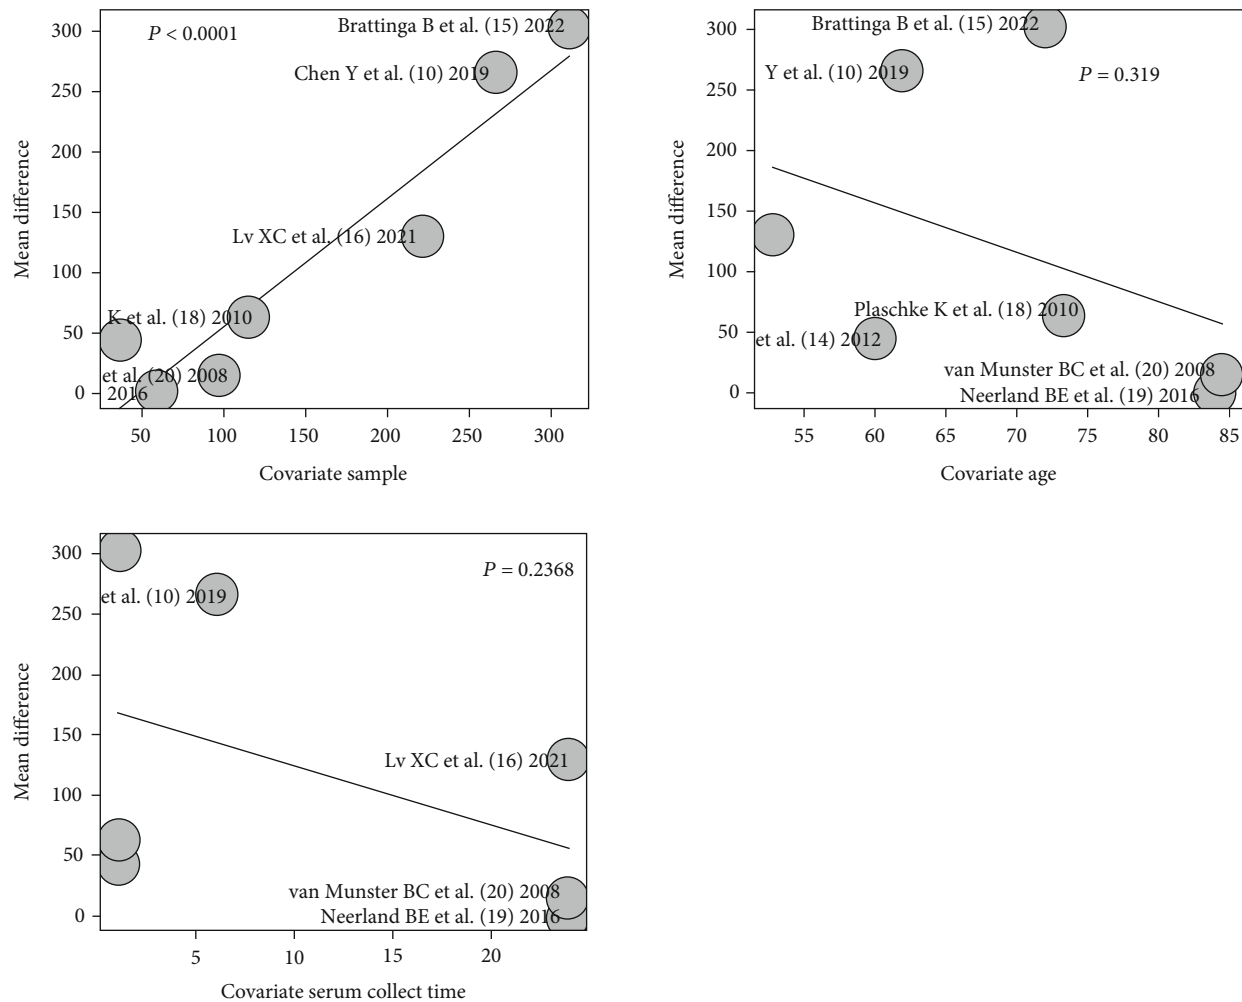 P < 0.0001
Brattinga B et al. (15) 2022
Chen Y et al. (10) 2019
Lv XC et al. (16) 2021
K et al. (18) 2010
et al. (20) 2008
2016
300
250
200
150
100
50
0
Mean difference
50 100 150 200 250 300
Covariate sample
Brattinga B et al. (15) 2022
Y et al. (10) 2019
P = 0.319
Plaschke K et al. (18) 2010
et al. (14) 2012
van Munster BC et al. (20) 2008
Neerland BE et al. (19) 2016
300
250
200
150
100
50
0
Mean difference
55 60 65 70 75 80 85
Covariate age
P = 0.2368
et al. (10) 2019
Lv XC et al. (16) 2021
van Munster BC et al. (20) 2008
Neerland BE et al. (19) 2016
300
250
200
150
100
50
0
Mean difference
5 10 15 20
Covariate serum collect time